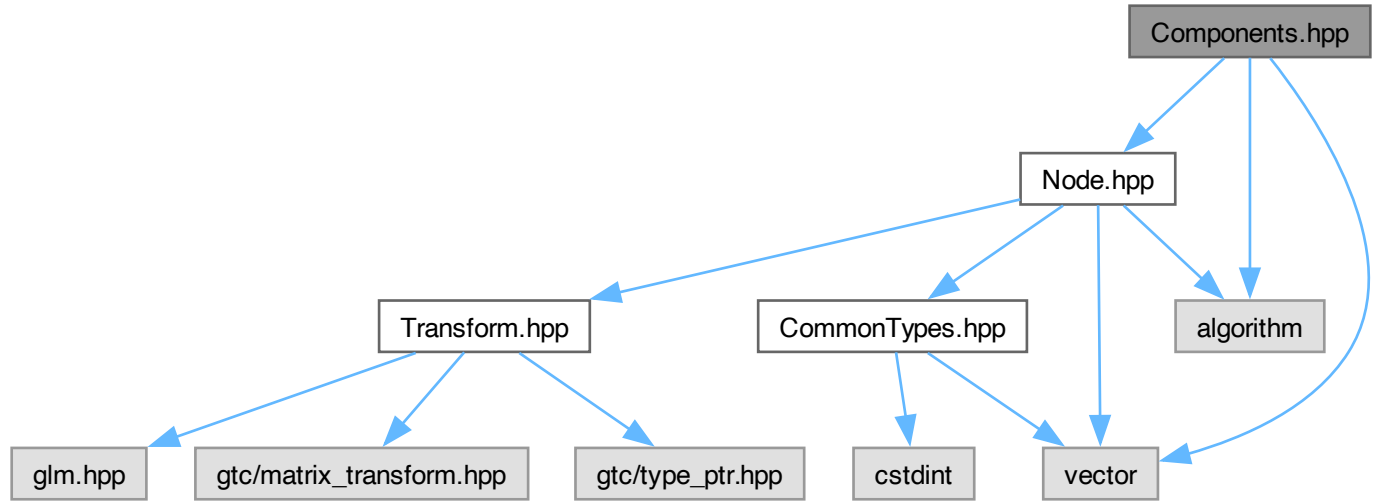 Components.hpp
Node.hpp
Transform.hpp
CommonTypes.hpp
algorithm
glm.hpp
gtc/matrix_transform.hpp
gtc/type_ptr.hpp
cstdint
vector